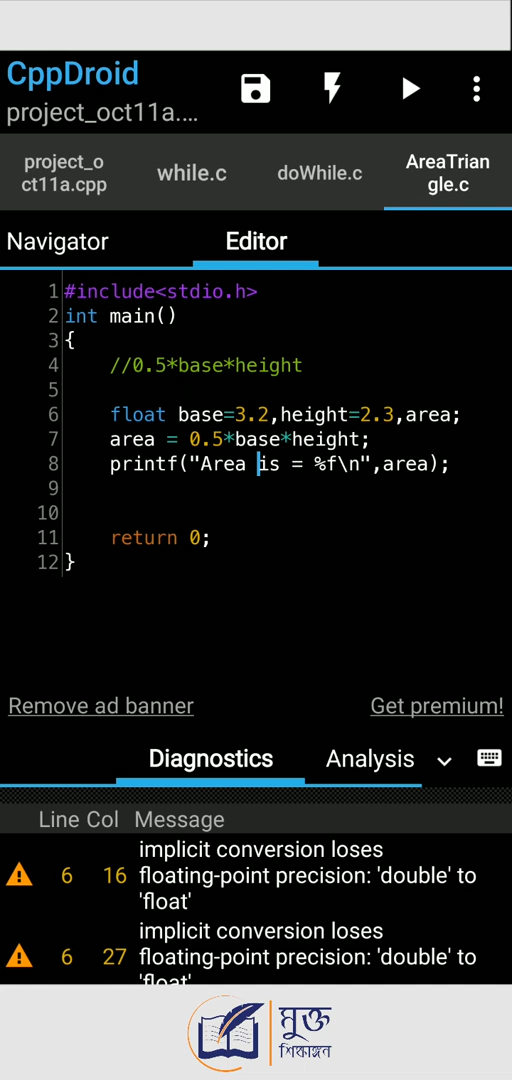 CppDroid
project_oct11a....
project_o
ct11a.cpp
while.c
doWhile.c
AreaTrian
gle.c
Navigator
Editor
1 #include<stdio.h>
2 int main()
3 {
4 //0.5*base*height
5
6 float base=3.2,height=2.3,area;
7 area = 0.5*base*height;
8 printf("Area is = %f\n",area);
9
10
11 return 0;
12 }
Remove ad banner
Get premium!
Diagnostics
Analysis
Line Col Message
implicit conversion loses
6 16 floating-point precision: 'double' to
'float'
implicit conversion loses
6 27 floating-point precision: 'double' to
'float'
মুক্ত
শিক্ষাঙ্গন